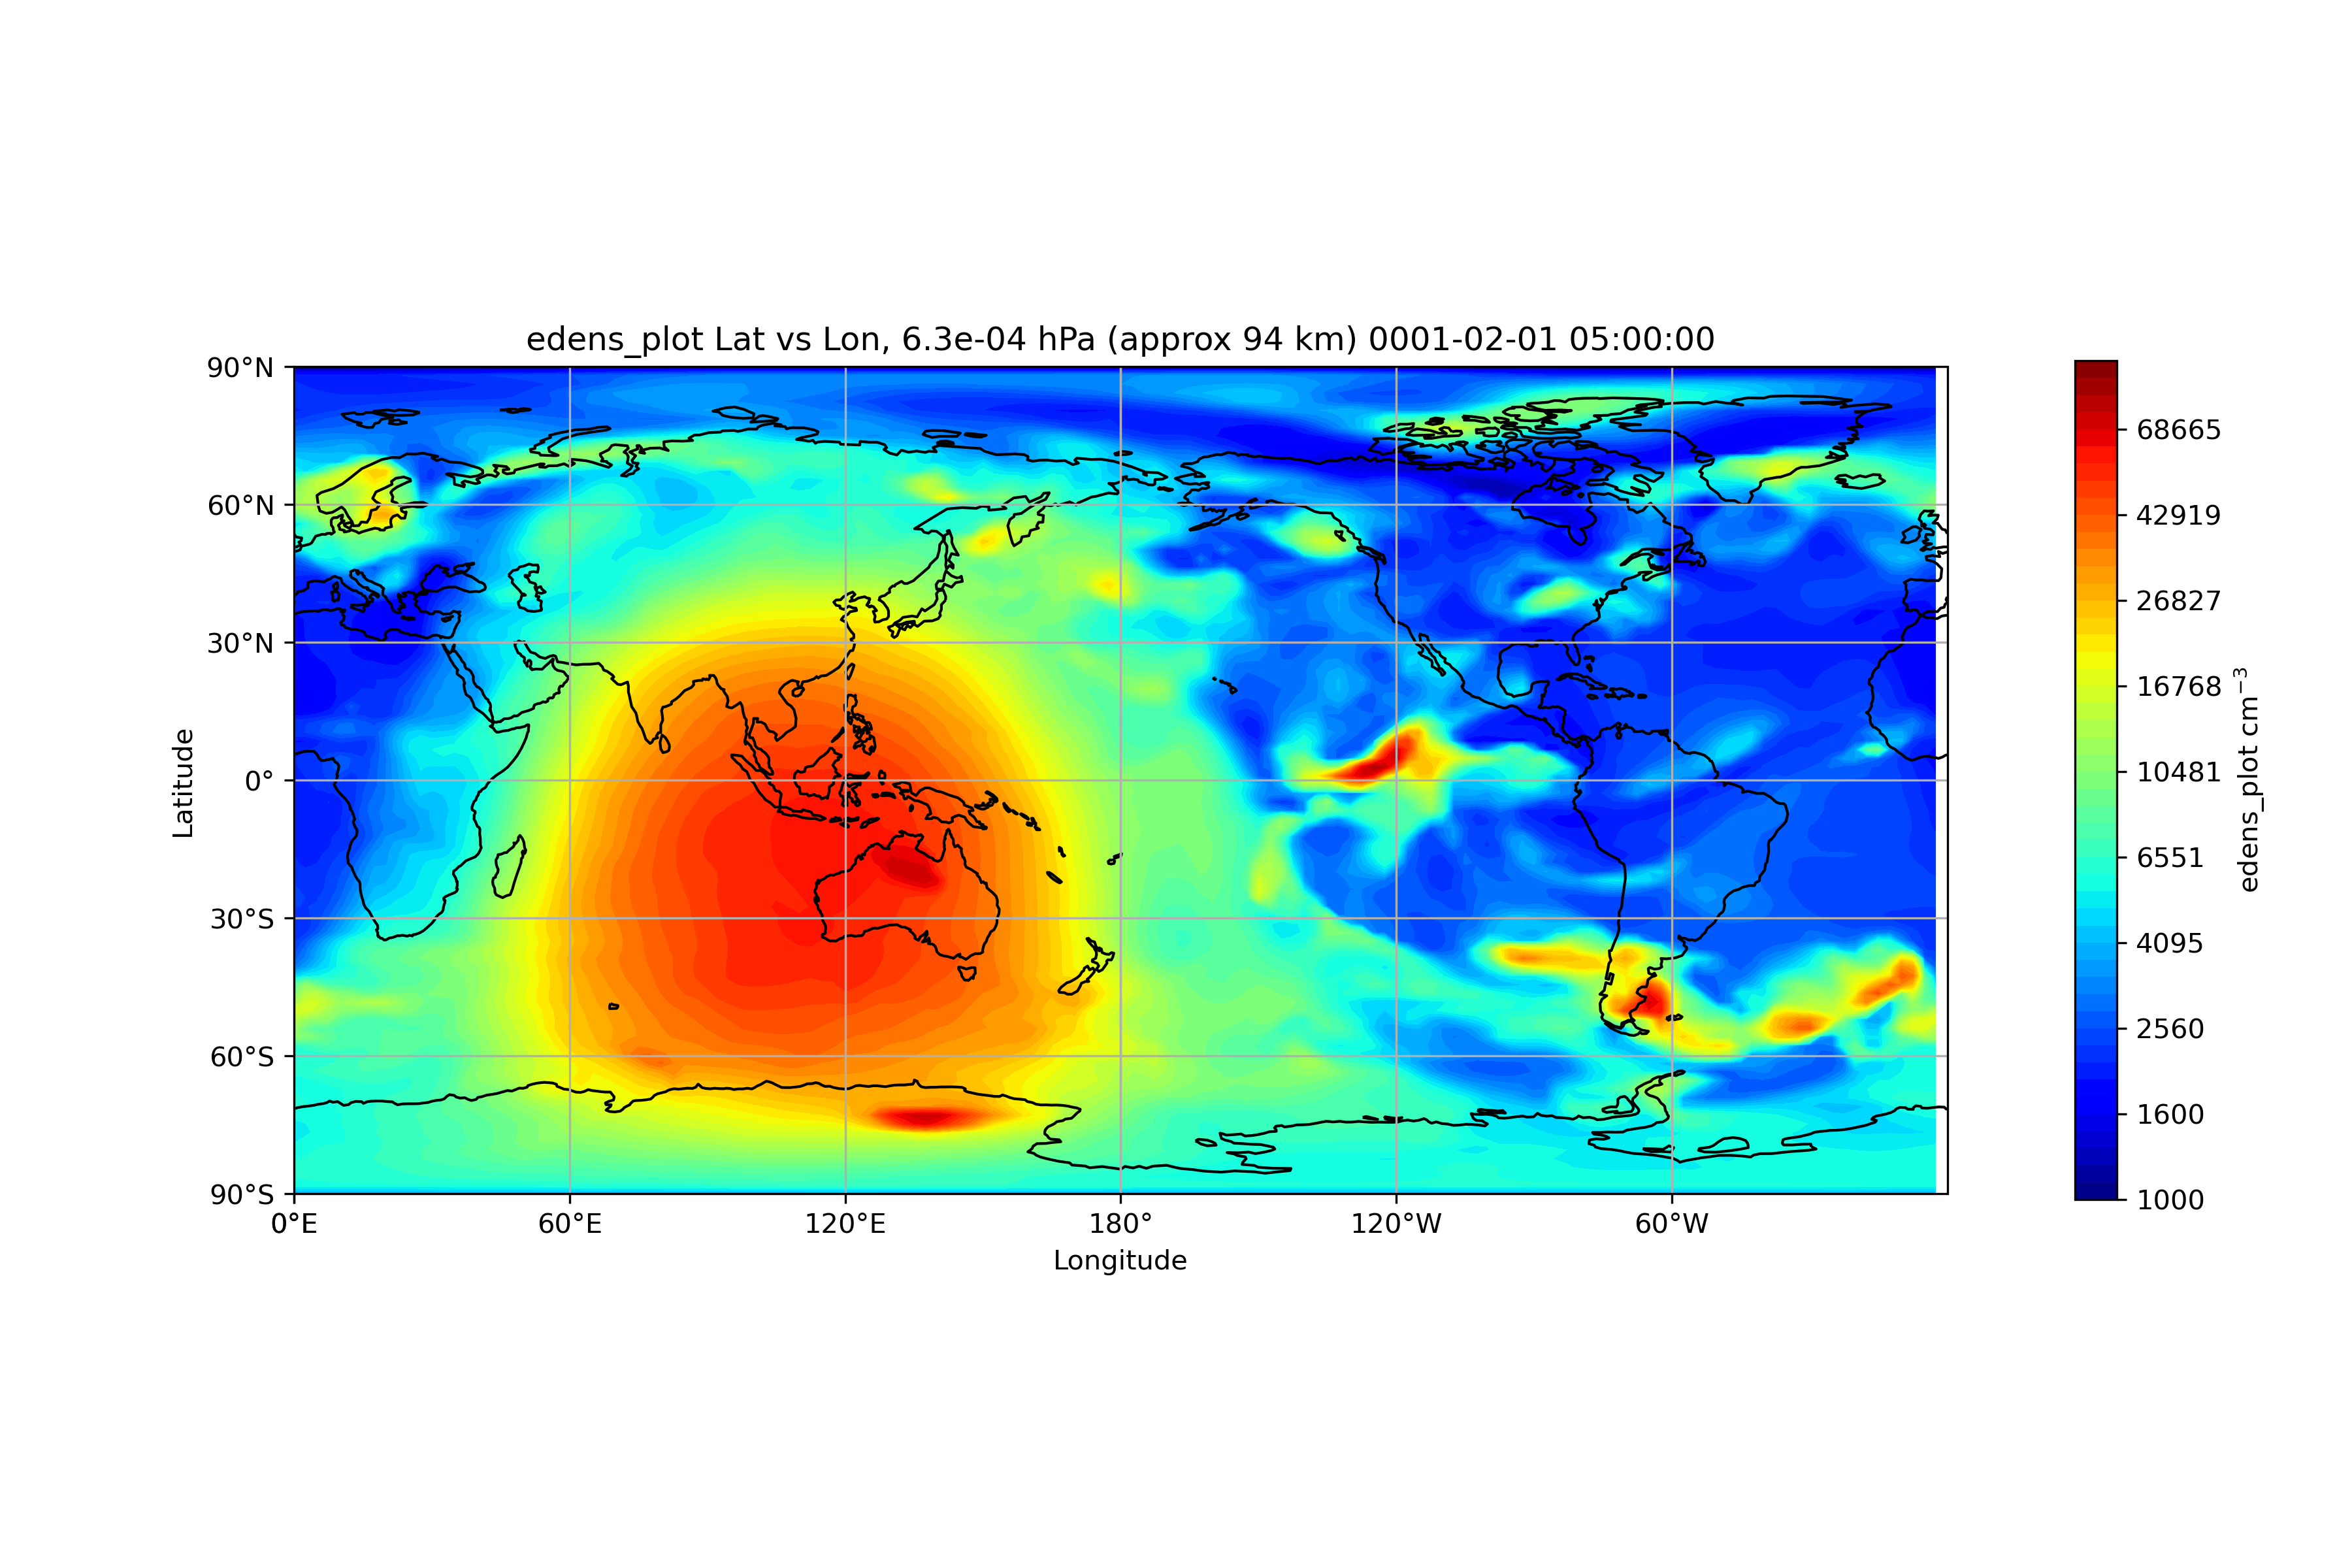 edens_plot Lat vs Lon, 6.3e-04 hPa (approx 94 km) 0001-02-01 05:00:00
90°N
60°N
30°N
0°
30°S
60°S
90°S
Latitude
0°E
60°E
120°E
180°
120°W
60°W
Longitude
68665
42919
26827
16768
10481
6551
4095
2560
1600
1000
edens_plot cm⁻³